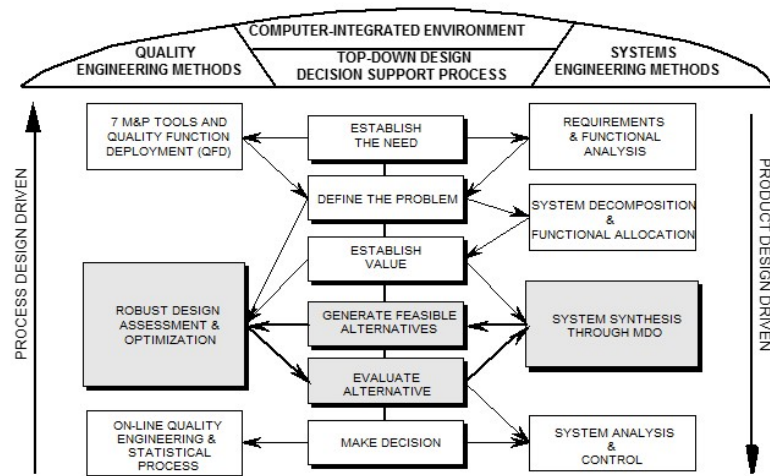 COMPUTER-INTEGRATED ENVIRONMENT
QUALITY
ENGINEERING METHODS
TOP-DOWN DESIGN
DECISION SUPPORT PROCESS
SYSTEMS
ENGINEERING METHODS
PROCESS DESIGN DRIVEN
7 M&P TOOLS AND
QUALITY FUNCTION
DEPLOYMENT (QFD)
ESTABLISH
THE NEED
REQUIREMENTS
& FUNCTIONAL
ANALYSIS
DEFINE THE PROBLEM
SYSTEM DECOMPOSITION
&
FUNCTIONAL ALLOCATION
ESTABLISH
VALUE
ROBUST DESIGN
ASSESSMENT &
OPTIMIZATION
GENERATE FEASIBLE
ALTERNATIVES
SYSTEM SYNTHESIS
THROUGH MDO
EVALUATE
ALTERNATIVE
ON-LINE QUALITY
ENGINEERING &
STATISTICAL
PROCESS
MAKE DECISION
SYSTEM ANALYSIS
&
CONTROL
PRODUCT DESIGN DRIVEN